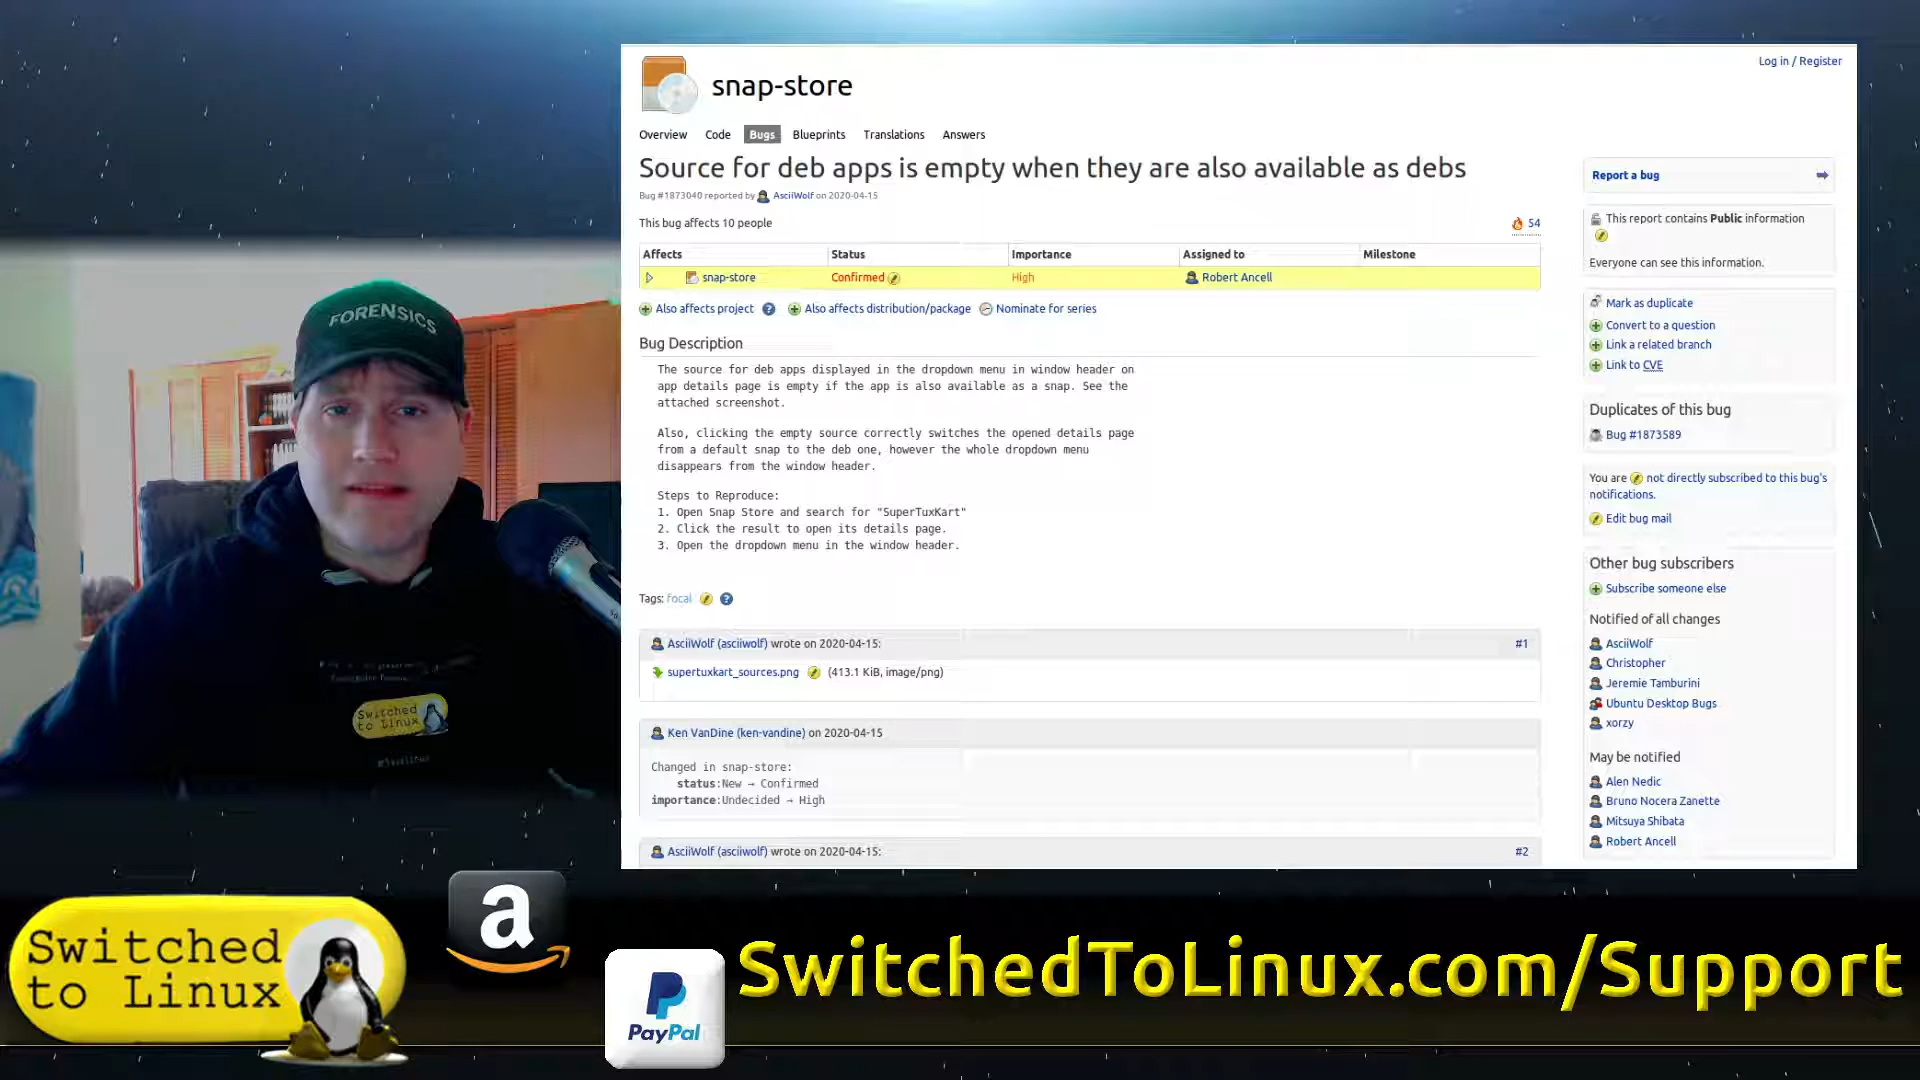 snap-store
Log in / Register
Overview Code Bugs Blueprints Translations Answers
Source for deb apps is empty when they are also available as debs
Bug #1873040 reported by AsciiWolf on 2020-04-15
This bug affects 10 people
54
Affects Status Importance Assigned to Milestone
snap-store Confirmed High Robert Ancell
Also affects project Also affects distribution/package Nominate for series
Bug Description
The source for deb apps displayed in the dropdown menu in window header on
app details page is empty if the app is also available as a snap. See the
attached screenshot.
Also, clicking the empty source correctly switches the opened details page
from a default snap to the deb one, however the whole dropdown menu
disappears from the window header.
Steps to Reproduce:
1. Open Snap Store and search for "SuperTuxKart"
2. Click the result to open its details page.
3. Open the dropdown menu in the window header.
Tags: focal
AsciiWolf (asciiwolf) wrote on 2020-04-15:
#1
supertuxkart_sources.png (413.1 KiB, image/png)
Ken VanDine (ken-vandine) on 2020-04-15
Changed in snap-store:
status:New → Confirmed
importance:Undecided → High
AsciiWolf (asciiwolf) wrote on 2020-04-15:
#2
Report a bug
This report contains Public information
Everyone can see this information.
Mark as duplicate
Convert to a question
Link a related branch
Link to CVE
Duplicates of this bug
Bug #1873589
You are not directly subscribed to this bug's
notifications.
Edit bug mail
Other bug subscribers
Subscribe someone else
Notified of all changes
AsciiWolf
Christopher
Jeremie Tamburini
Ubuntu Desktop Bugs
xorzy
May be notified
Alen Nedic
Bruno Nocera Zanette
Mitsuya Shibata
Robert Ancell
FORENSICS
Switched
to Linux
Switched
to Linux
a
PayPal
SwitchedToLinux.com/Support